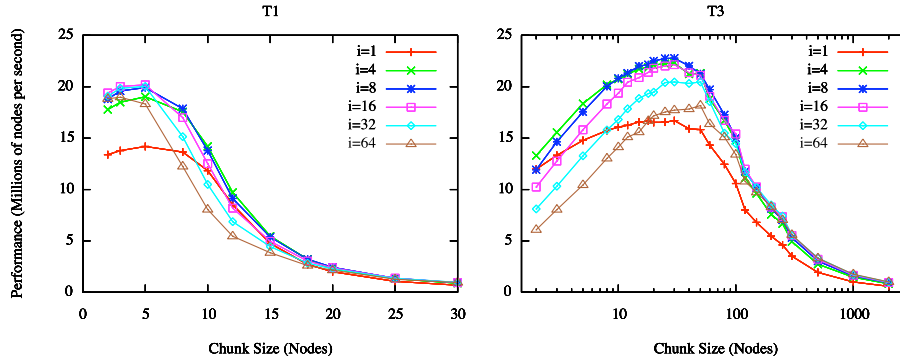 T1
T3
Performance (Millions of nodes per second)
25
20
15
10
5
0
0
5
10
15
20
25
30
Chunk Size (Nodes)
i=1
i=4
i=8
i=16
i=32
i=64
25
20
15
10
5
0
10
100
1000
Chunk Size (Nodes)
i=1
i=4
i=8
i=16
i=32
i=64